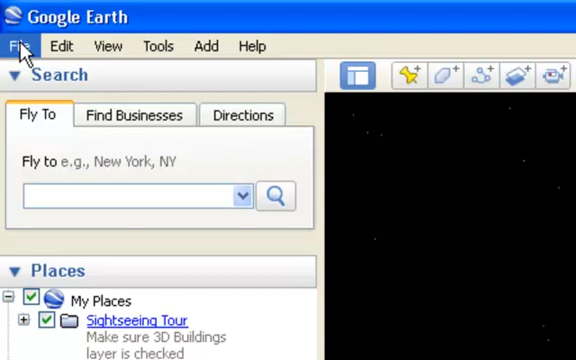 Google Earth
File Edit View Tools Add Help
Search
Fly To Find Businesses Directions
Fly to e.g., New York, NY
Places
My Places
Sightseeing Tour
Make sure 3D Buildings
layer is checked